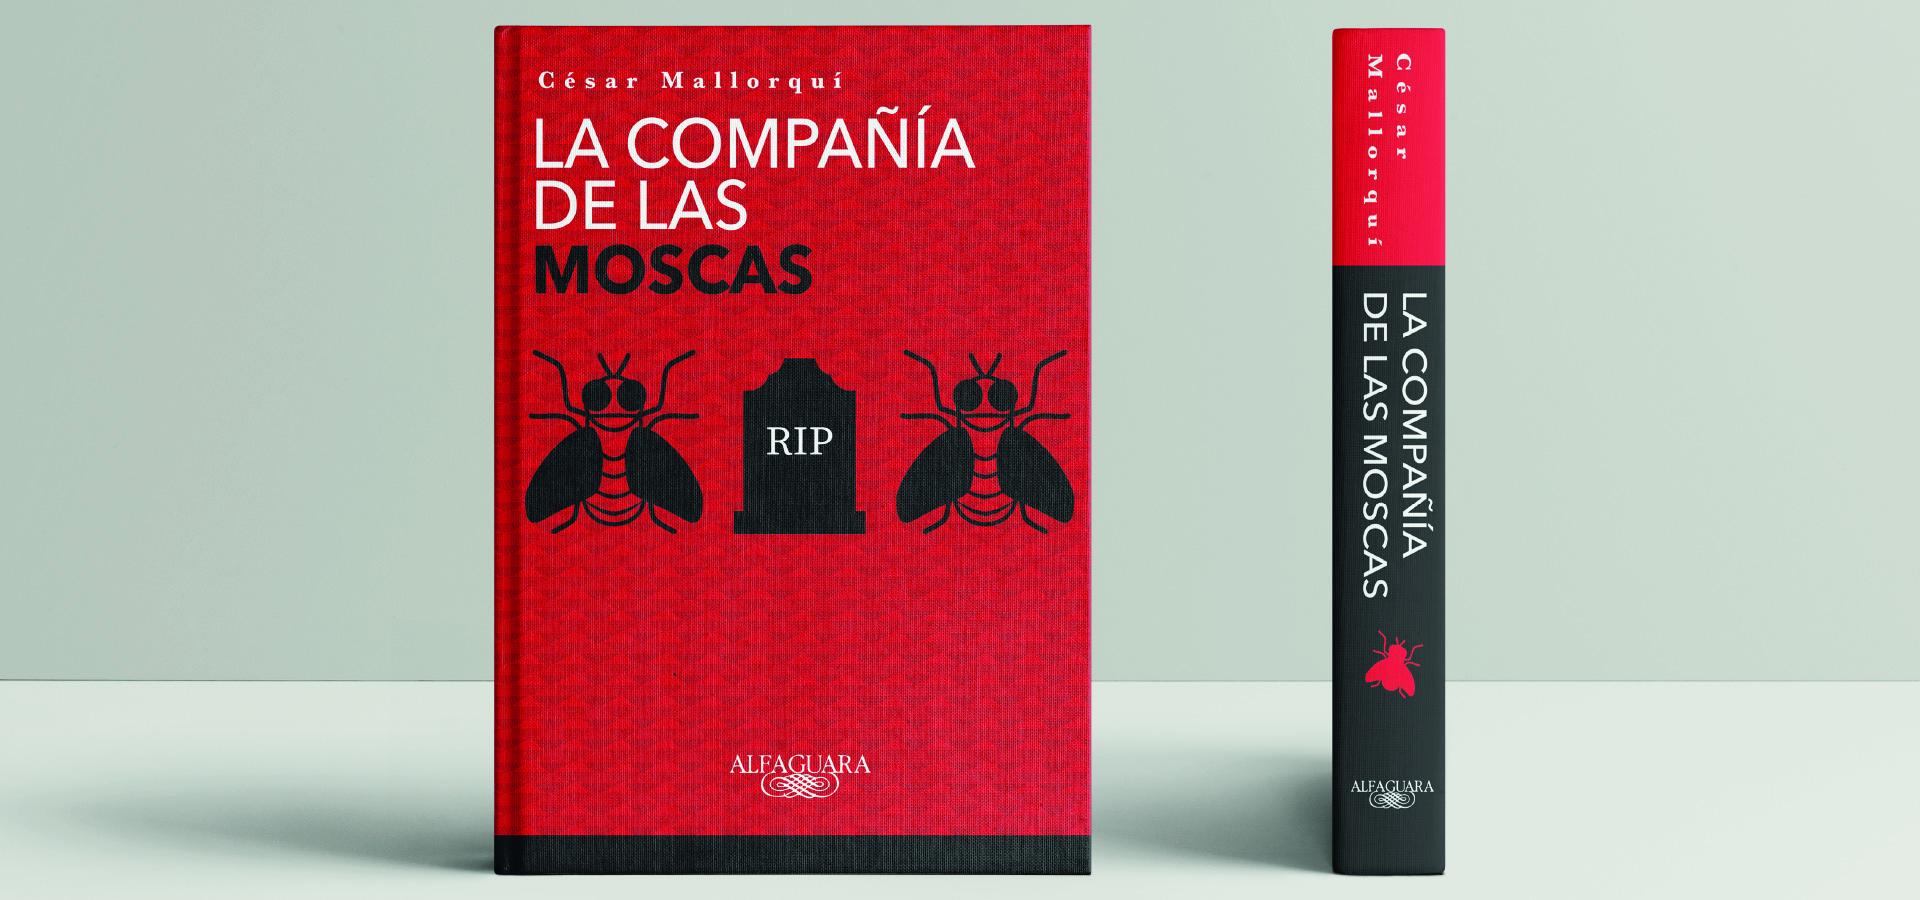 César Mallorquí
LA COMPAÑÍA
DE LAS
MOSCAS
RIP
ALFAGUARA
César
Mallorquí
LA COMPAÑÍA
DE LAS MOSCAS
ALFAGUARA